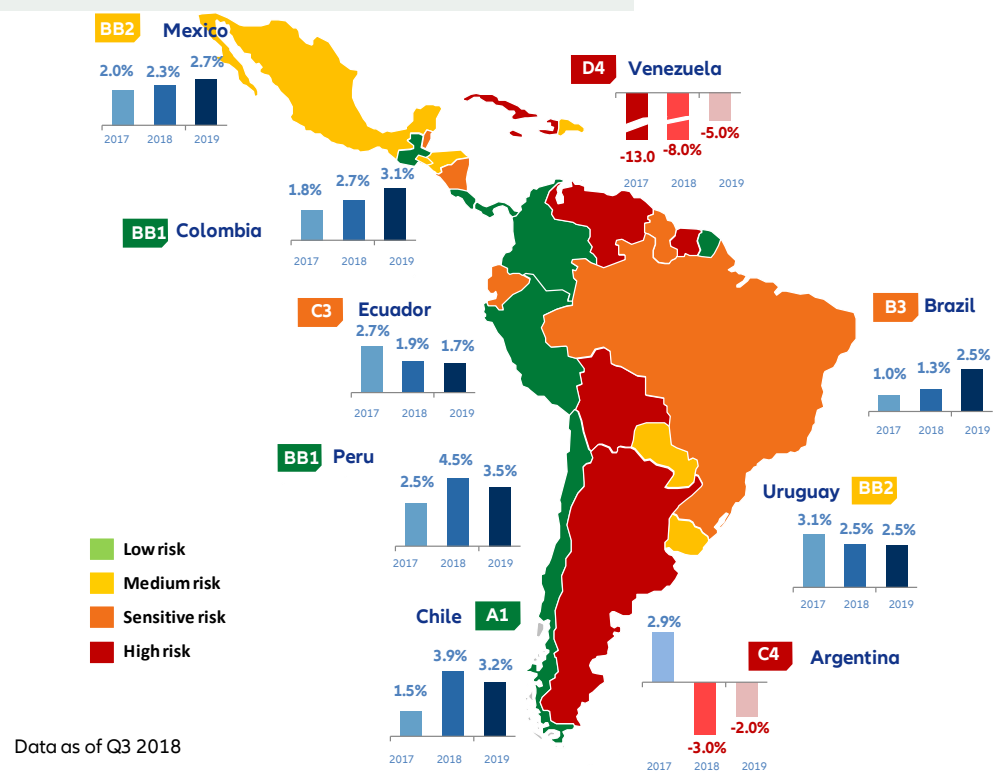 BB2 Mexico
2.0% 2.3% 2.7%
2017 2018 2019
D4 Venezuela
-13.0 -8.0% -5.0%
2017 2018 2019
BB1 Colombia
1.8% 2.7% 3.1%
2017 2018 2019
C3 Ecuador
2.7% 1.9% 1.7%
2017 2018 2019
B3 Brazil
1.0% 1.3% 2.5%
2017 2018 2019
BB1 Peru
2.5% 4.5% 3.5%
2017 2018 2019
Uruguay BB2
3.1% 2.5% 2.5%
2017 2018 2019
Low risk
Medium risk
Sensitive risk
High risk
Chile A1
1.5% 3.9% 3.2%
2017 2018 2019
C4 Argentina
2.9% -3.0% -2.0%
2017 2018 2019
Data as of Q3 2018